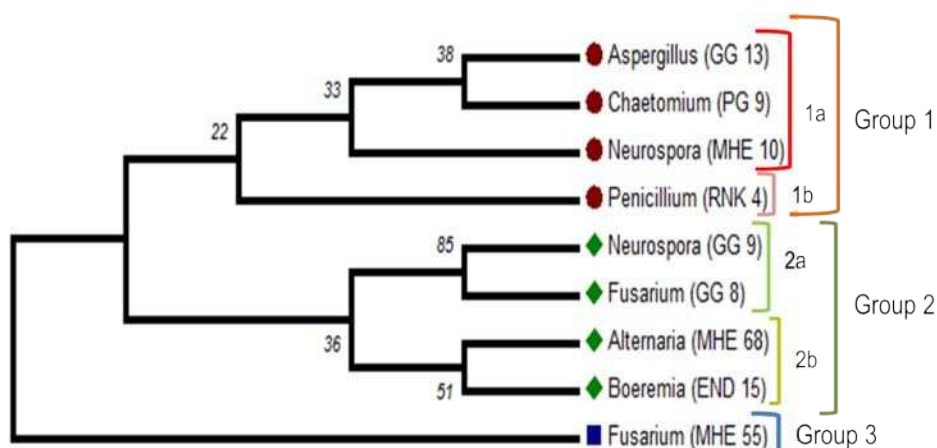 38
Aspergillus (GG 13)
33
Chaetomium (PG 9)
1a
22
Neurospora (MHE 10)
Group 1
Penicillium (RNK 4)
1b
85
Neurospora (GG 9)
2a
Fusarium (GG 8)
Group 2
36
Alternaria (MHE 68)
2b
51
Boeremia (END 15)
Fusarium (MHE 55)
Group 3